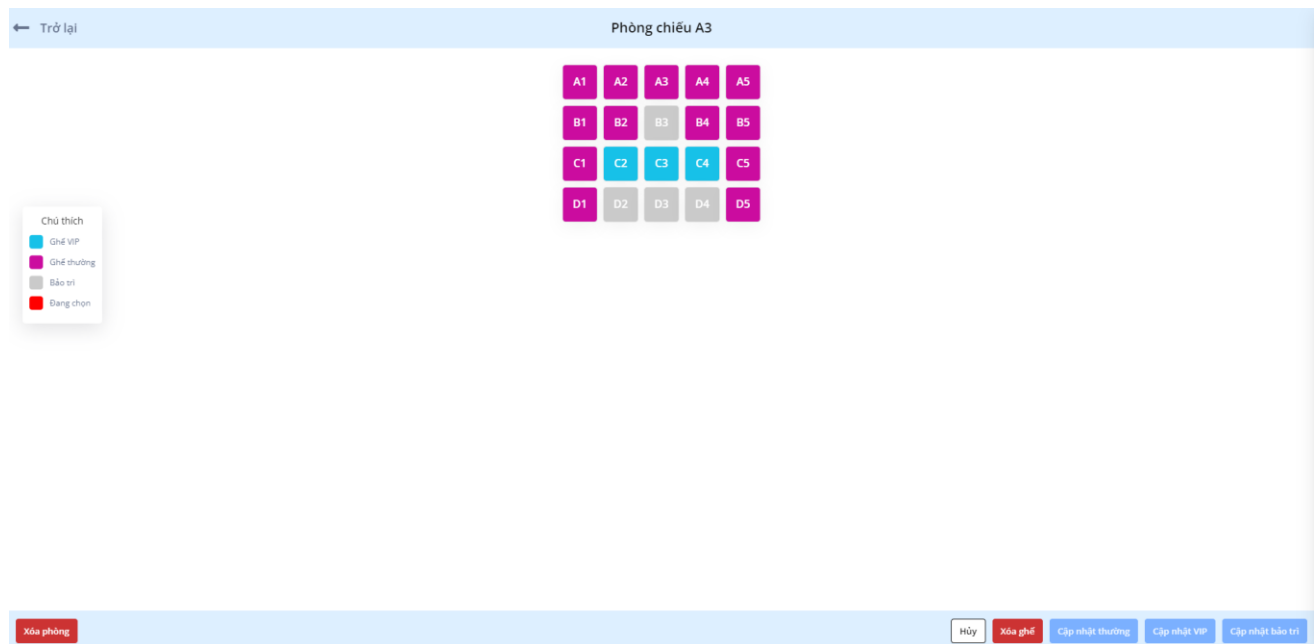 Trở lại
Phòng chiếu A3
A1 A2 A3 A4 A5
B1 B2 B3 B4 B5
C1 C2 C3 C4 C5
D1 D2 D3 D4 D5
Chú thích
Ghế VIP
Ghế thường
Bảo trì
Đang chọn
Xóa phòng
Hủy
Xóa ghế
Cập nhật thường
Cập nhật VIP
Cập nhật bảo trì